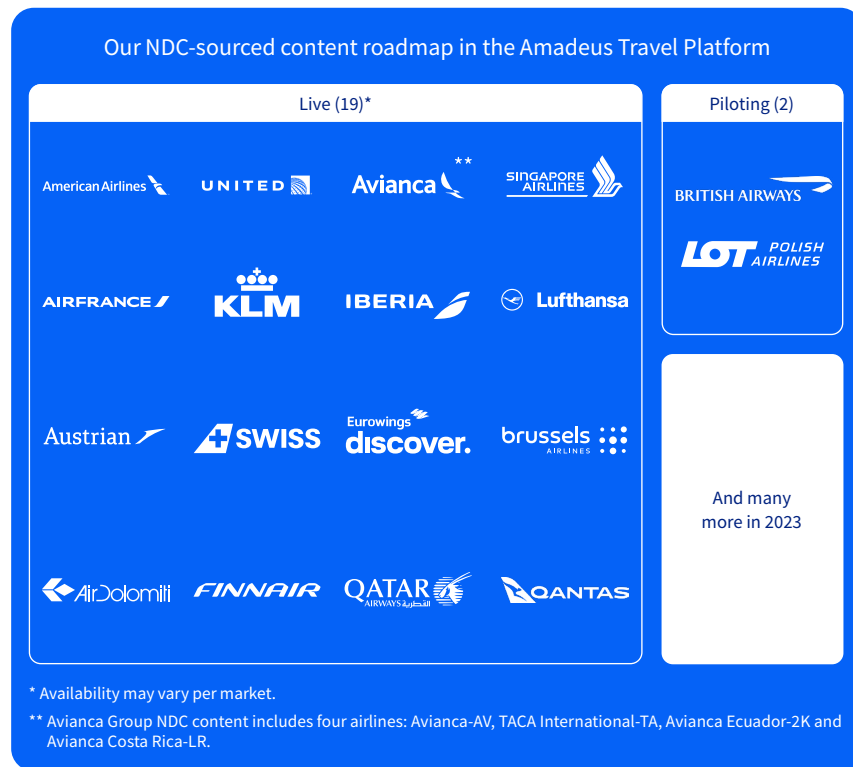 Our NDC-sourced content roadmap in the Amadeus Travel Platform
Live (19)*
Piloting (2)
American Airlines
UNITED
Avianca**
SINGAPORE
AIRLINES
BRITISH AIRWAYS
LOT POLISH
AIRLINES
AIRFRANCE
KLM
IBERIA
Lufthansa
Austrian
SWISS
Eurowings
discover.
brussels
AIRLINES
And many
more in 2023
AirDolomiti
FINNAIR
QATAR
AIRWAYS القطرية
QANTAS
* Availability may vary per market.
** Avianca Group NDC content includes four airlines: Avianca-AV, TACA International-TA, Avianca Ecuador-2K and
Avianca Costa Rica-LR.